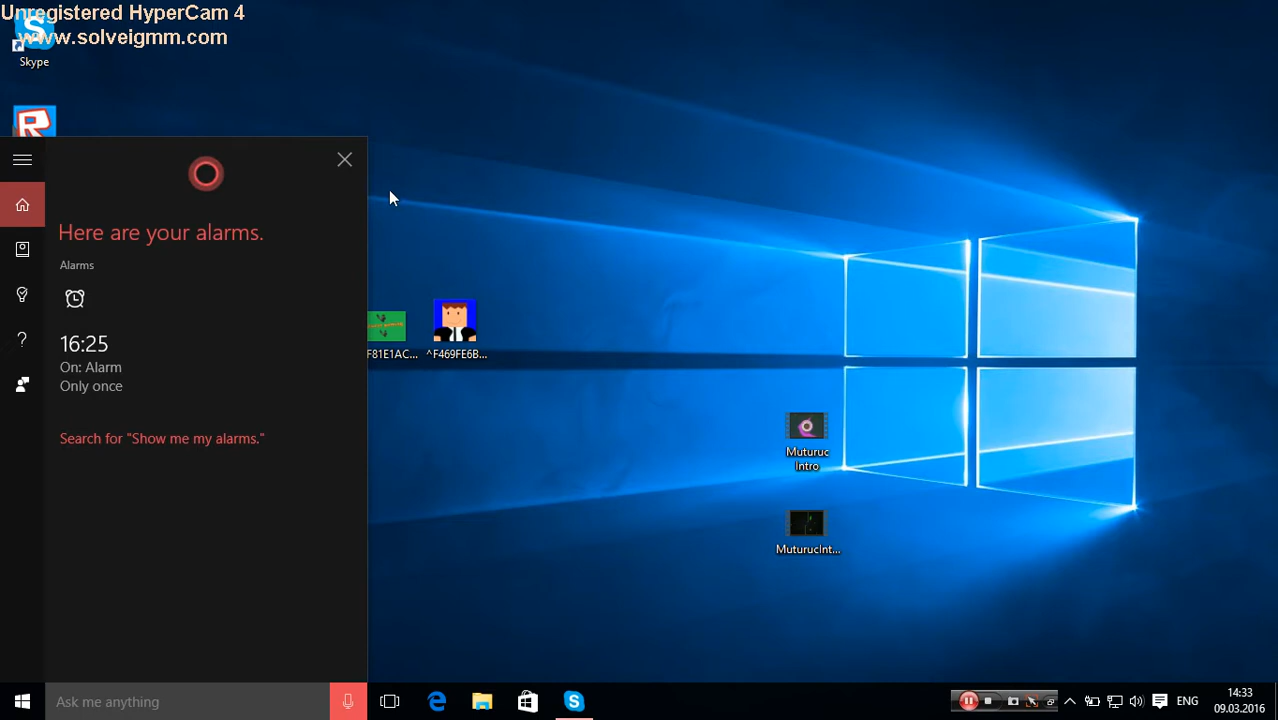 Unregistered HyperCam 4
www.solveigmm.com
Skype
Here are your alarms.
Alarms
16:25
On: Alarm
Only once
Search for "Show me my alarms."
F81E1AC...
^F469FE6B...
Muturuc
Intro
MuturucInt...
Ask me anything
ENG
14:33
09.03.2016